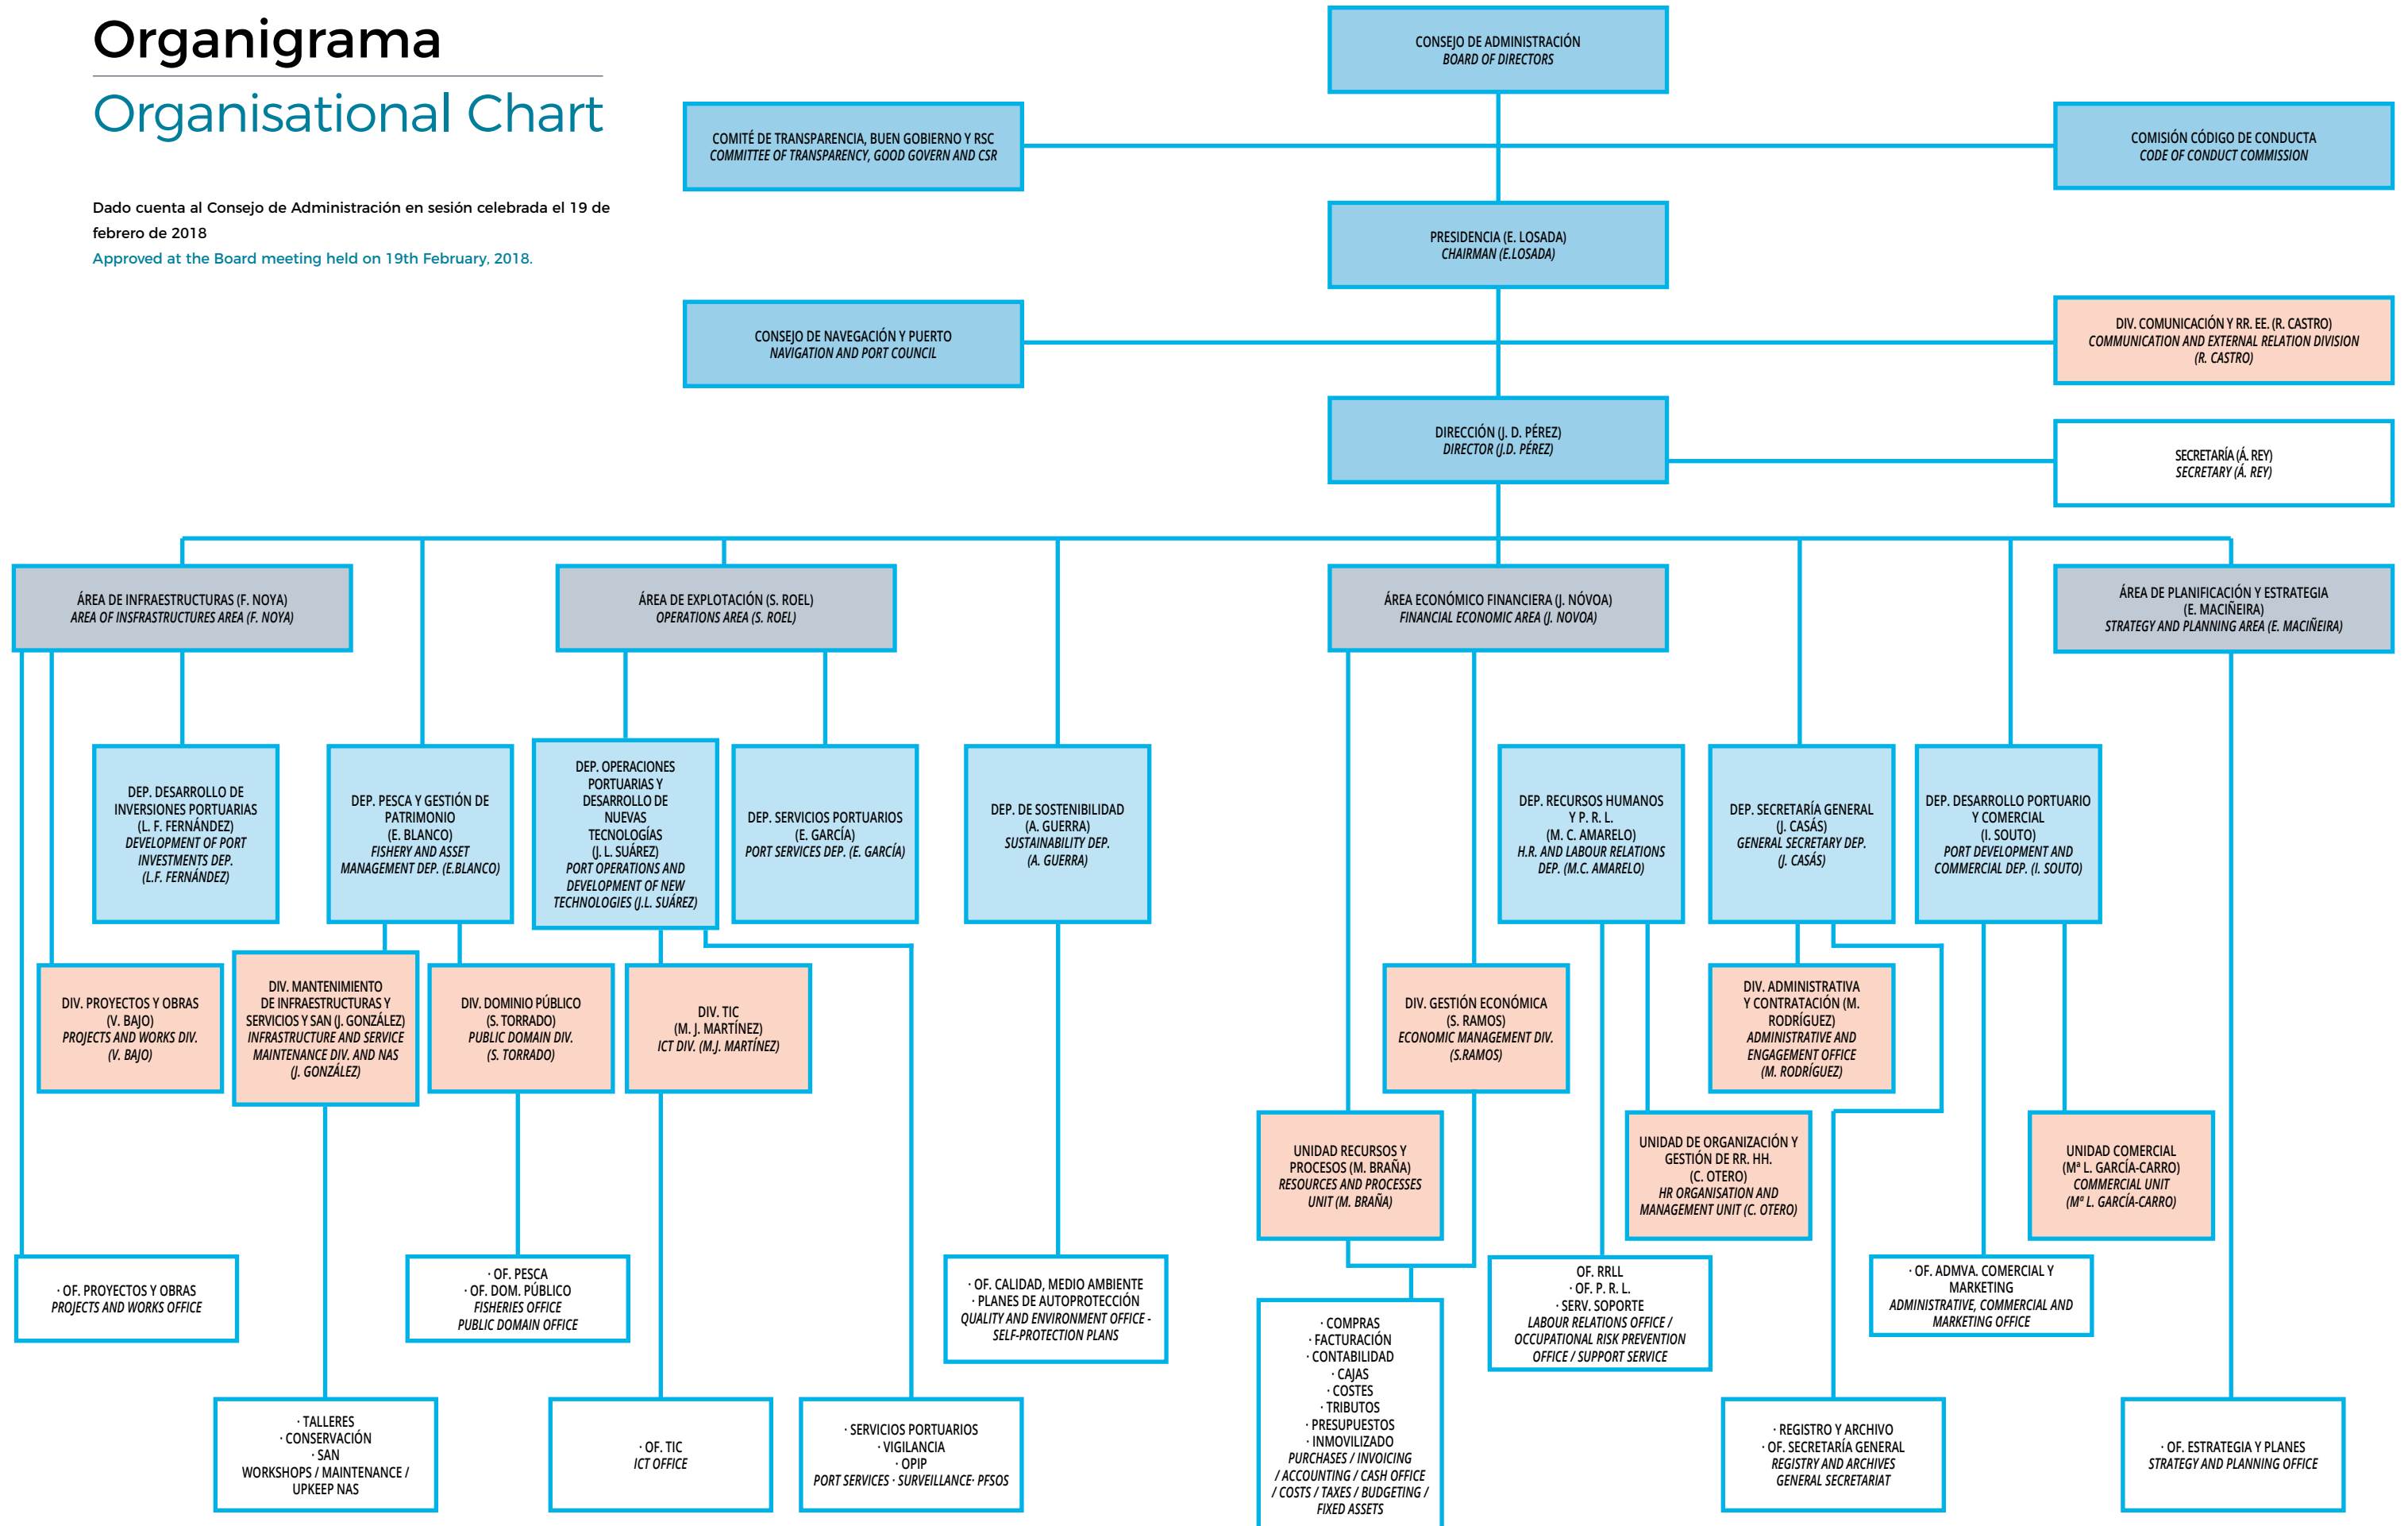 Organigrama
Organisational Chart
Dado cuenta al Consejo de Administración en sesión celebrada el 19 de
febrero de 2018
Approved at the Board meeting held on 19th February, 2018.
CONSEJO DE ADMINISTRACIÓN
BOARD OF DIRECTORS
COMITÉ DE TRANSPARENCIA, BUEN GOBIERNO Y RSC
COMMITTEE OF TRANSPARENCY, GOOD GOVERN AND CSR
COMISIÓN CÓDIGO DE CONDUCTA
CODE OF CONDUCT COMMISSION
PRESIDENCIA (E. LOSADA)
CHAIRMAN (E.LOSADA)
CONSEJO DE NAVEGACIÓN Y PUERTO
NAVIGATION AND PORT COUNCIL
DIV. COMUNICACIÓN Y RR. EE. (R. CASTRO)
COMMUNICATION AND EXTERNAL RELATION DIVISION
(R. CASTRO)
DIRECCIÓN (J. D. PÉREZ)
DIRECTOR (J.D. PÉREZ)
SECRETARÍA (Á. REY)
SECRETARY (Á. REY)
ÁREA DE INFRAESTRUCTURAS (F. NOYA)
AREA OF INSFRASTRUCTURES AREA (F. NOYA)
ÁREA DE EXPLOTACIÓN (S. ROEL)
OPERATIONS AREA (S. ROEL)
ÁREA ECONÓMICO FINANCIERA (J. NÓVOA)
FINANCIAL ECONOMIC AREA (J. NOVOA)
ÁREA DE PLANIFICACIÓN Y ESTRATEGIA
(E. MACIÑEIRA)
STRATEGY AND PLANNING AREA (E. MACIÑEIRA)
DEP. DESARROLLO DE
INVERSIONES PORTUARIAS
(L. F. FERNÁNDEZ)
DEVELOPMENT OF PORT
INVESTMENTS DEP.
(L.F. FERNÁNDEZ)
DEP. PESCA Y GESTIÓN DE
PATRIMONIO
(E. BLANCO)
FISHERY AND ASSET
MANAGEMENT DEP. (E.BLANCO)
DEP. OPERACIONES
PORTUARIAS Y
DESARROLLO DE
NUEVAS
TECNOLOGÍAS
(J. L. SUÁREZ)
PORT OPERATIONS AND
DEVELOPMENT OF NEW
TECHNOLOGIES (J.L. SUÁREZ)
DEP. SERVICIOS PORTUARIOS
(E. GARCÍA)
PORT SERVICES DEP. (E. GARCÍA)
DEP. DE SOSTENIBILIDAD
(A. GUERRA)
SUSTAINABILITY DEP.
(A. GUERRA)
DEP. RECURSOS HUMANOS
Y P. R. L.
(M. C. AMARELO)
H.R. AND LABOUR RELATIONS
DEP. (M.C. AMARELO)
DEP. SECRETARÍA GENERAL
(J. CASÁS)
GENERAL SECRETARY DEP.
(J. CASÁS)
DEP. DESARROLLO PORTUARIO
Y COMERCIAL
(I. SOUTO)
PORT DEVELOPMENT AND
COMMERCIAL DEP. (I. SOUTO)
DIV. PROYECTOS Y OBRAS
(V. BAJO)
PROJECTS AND WORKS DIV.
(V. BAJO)
DIV. MANTENIMIENTO
DE INFRAESTRUCTURAS Y
SERVICIOS Y SAN (J. GONZÁLEZ)
INFRASTRUCTURE AND SERVICE
MAINTENANCE DIV. AND NAS
(J. GONZÁLEZ)
DIV. DOMINIO PÚBLICO
(S. TORRADO)
PUBLIC DOMAIN DIV.
(S. TORRADO)
DIV. TIC
(M. J. MARTÍNEZ)
ICT DIV. (M.J. MARTÍNEZ)
DIV. GESTIÓN ECONÓMICA
(S. RAMOS)
ECONOMIC MANAGEMENT DIV.
(S.RAMOS)
DIV. ADMINISTRATIVA
Y CONTRATACIÓN (M.
RODRÍGUEZ)
ADMINISTRATIVE AND
ENGAGEMENT OFFICE
(M. RODRÍGUEZ)
UNIDAD RECURSOS Y
PROCESOS (M. BRAÑA)
RESOURCES AND PROCESSES
UNIT (M. BRAÑA)
UNIDAD DE ORGANIZACIÓN Y
GESTIÓN DE RR. HH.
(C. OTERO)
HR ORGANISATION AND
MANAGEMENT UNIT (C. OTERO)
UNIDAD COMERCIAL
(Mª L. GARCÍA-CARRO)
COMMERCIAL UNIT
(Mª L. GARCÍA-CARRO)
· OF. PROYECTOS Y OBRAS
PROJECTS AND WORKS OFFICE
· OF. PESCA
· OF. DOM. PÚBLICO
FISHERIES OFFICE
PUBLIC DOMAIN OFFICE
· OF. CALIDAD, MEDIO AMBIENTE
· PLANES DE AUTOPROTECCIÓN
QUALITY AND ENVIRONMENT OFFICE -
SELF-PROTECTION PLANS
· COMPRAS
· FACTURACIÓN
· CONTABILIDAD
· CAJAS
· COSTES
· TRIBUTOS
· PRESUPUESTOS
· INMOVILIZADO
PURCHASES / INVOICING
/ ACCOUNTING / CASH OFFICE
/ COSTS / TAXES / BUDGETING /
FIXED ASSETS
OF. RRLL
· OF. P. R. L.
· SERV. SOPORTE
LABOUR RELATIONS OFFICE /
OCCUPATIONAL RISK PREVENTION
OFFICE / SUPPORT SERVICE
· OF. ADMVA. COMERCIAL Y
MARKETING
ADMINISTRATIVE, COMMERCIAL AND
MARKETING OFFICE
· TALLERES
· CONSERVACIÓN
· SAN
WORKSHOPS / MAINTENANCE /
UPKEEP NAS
· OF. TIC
ICT OFFICE
· SERVICIOS PORTUARIOS
· VIGILANCIA
· OPIP
PORT SERVICES · SURVEILLANCE· PFSOS
· REGISTRO Y ARCHIVO
· OF. SECRETARÍA GENERAL
REGISTRY AND ARCHIVES
GENERAL SECRETARIAT
· OF. ESTRATEGIA Y PLANES
STRATEGY AND PLANNING OFFICE